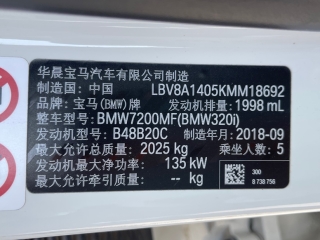 华晨宝马汽车有限公司制造
制造国：中国 LBV8A1405KMM18692
品牌：宝马(BMW)牌 发动机排量：1998 mL
整车型号：BMW7200MF(BMW320i)
发动机型号：B48B20C 制造年月：2018-09
最大允许总质量：2025 kg 乘坐人数：5
发动机最大净功率：135 kW
最大允许牵引质量：- kg
300
8 738 756